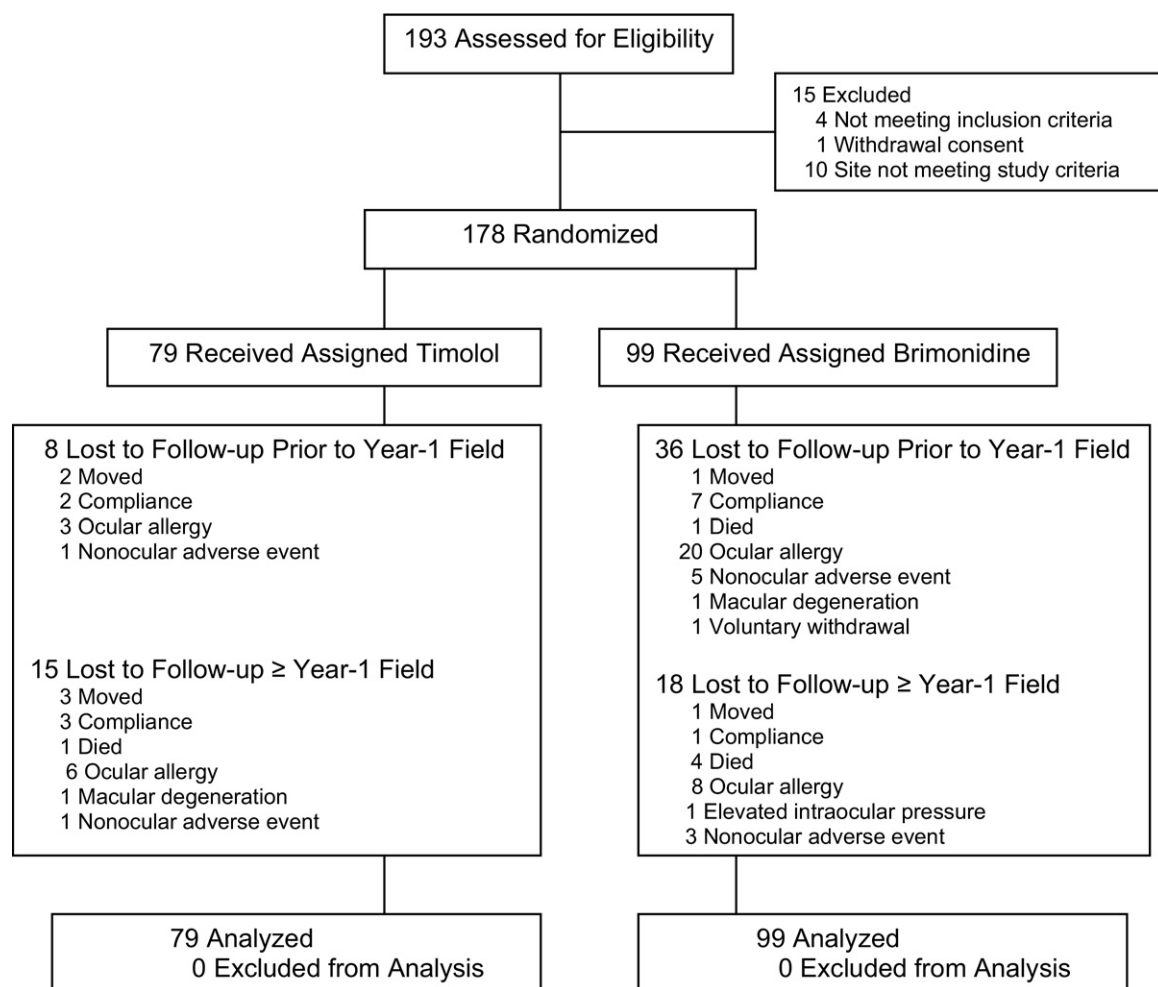 193 Assessed for Eligibility
15 Excluded
4 Not meeting inclusion criteria
1 Withdrawal consent
10 Site not meeting study criteria
178 Randomized
79 Received Assigned Timolol
99 Received Assigned Brimonidine
8 Lost to Follow-up Prior to Year-1 Field
2 Moved
2 Compliance
3 Ocular allergy
1 Nonocular adverse event
15 Lost to Follow-up ≥ Year-1 Field
3 Moved
3 Compliance
1 Died
6 Ocular allergy
1 Macular degeneration
1 Nonocular adverse event
36 Lost to Follow-up Prior to Year-1 Field
1 Moved
7 Compliance
1 Died
20 Ocular allergy
5 Nonocular adverse event
1 Macular degeneration
1 Voluntary withdrawal
18 Lost to Follow-up ≥ Year-1 Field
1 Moved
1 Compliance
4 Died
8 Ocular allergy
1 Elevated intraocular pressure
3 Nonocular adverse event
79 Analyzed
0 Excluded from Analysis
99 Analyzed
0 Excluded from Analysis